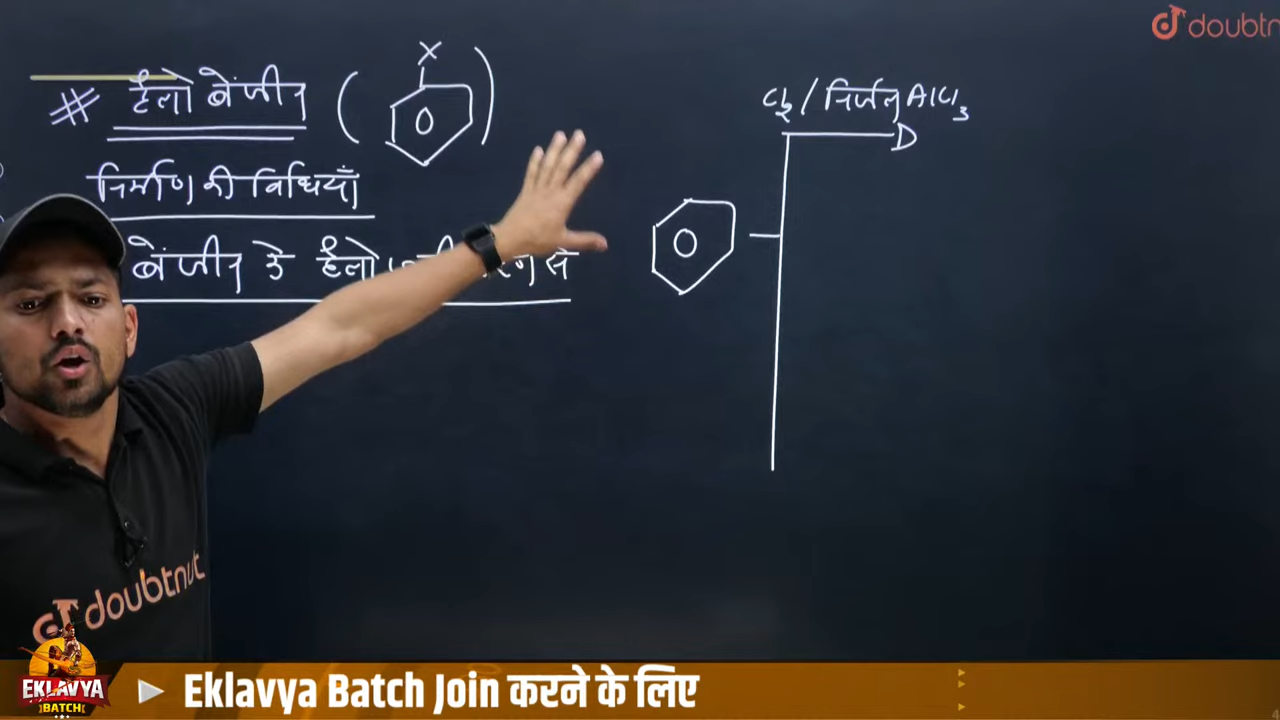 # हैलो बेंजीन ( X )
निर्माण की विधियाँ
बेंजीन के हैलो
से
Cl₂ / निर्जल AlCl₃
doubtn
doubtnut
EKLAVYA
BATCH
Eklavya Batch Join करने के लिए